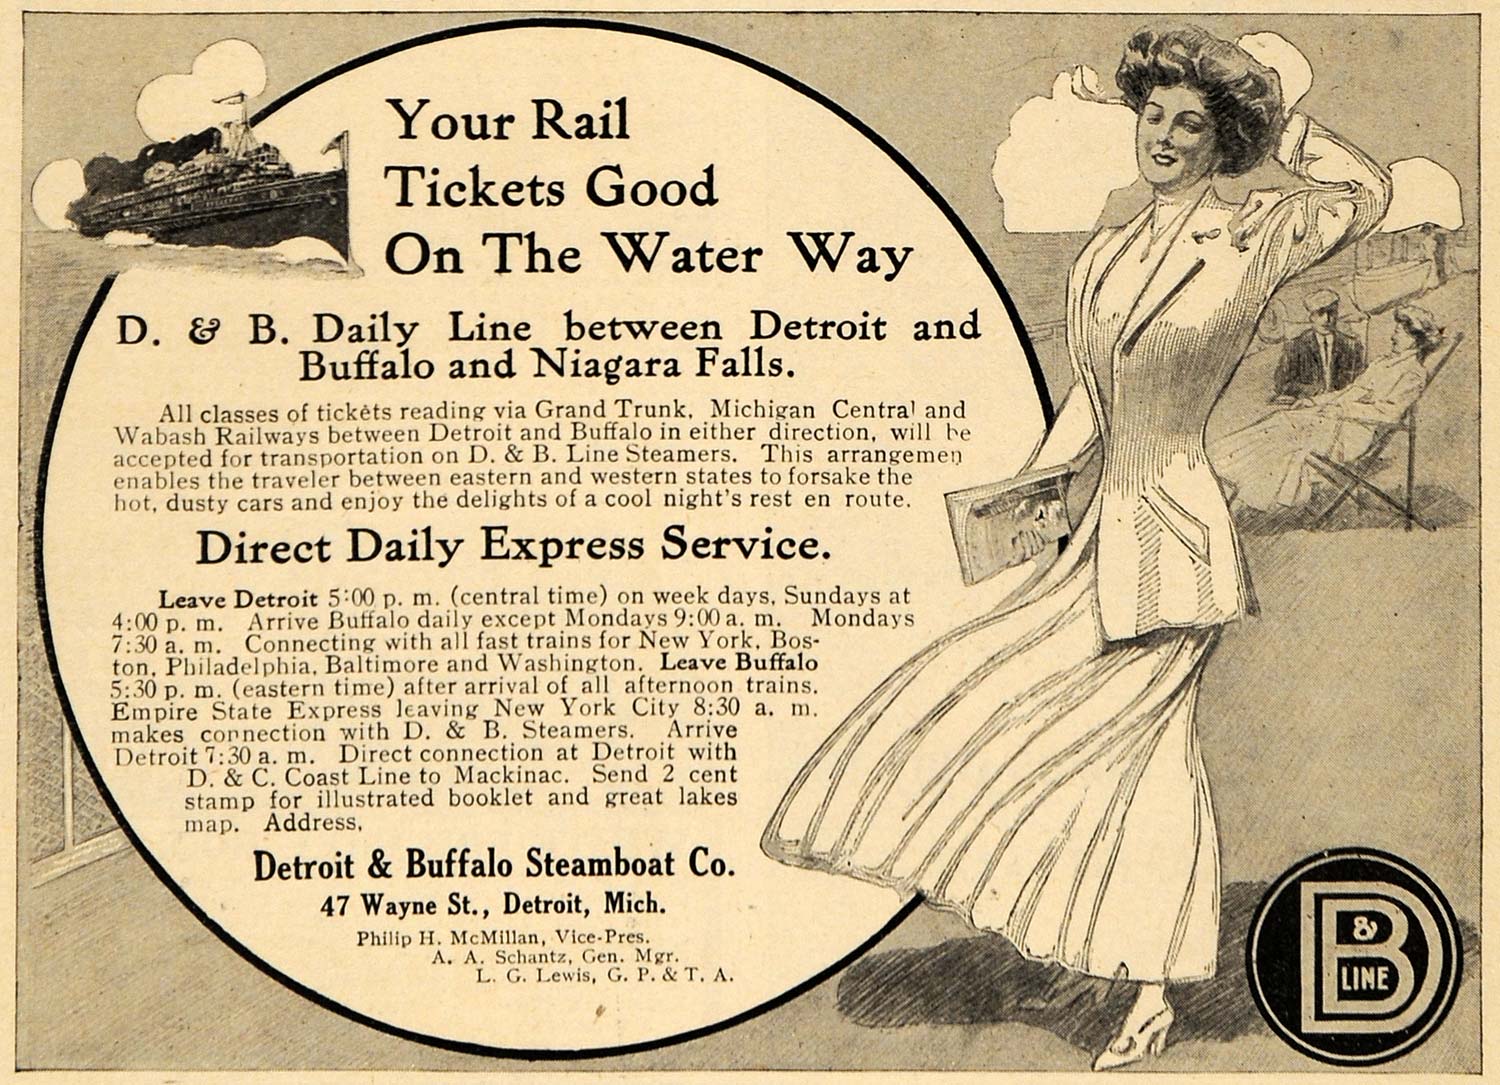 Your Rail
Tickets Good
On The Water Way
D. & B. Daily Line between Detroit and
Buffalo and Niagara Falls.
All classes of tickets reading via Grand Trunk, Michigan Central and
Wabash Railways between Detroit and Buffalo in either direction, will be
accepted for transportation on D. & B. Line Steamers. This arrangemen
enables the traveler between eastern and western states to forsake the
hot, dusty cars and enjoy the delights of a cool night's rest en route.
Direct Daily Express Service.
Leave Detroit 5:00 p. m. (central time) on week days, Sundays at
4:00 p. m. Arrive Buffalo daily except Mondays 9:00 a. m. Mondays
7:30 a. m. Connecting with all fast trains for New York, Bos-
ton, Philadelphia, Baltimore and Washington. Leave Buffalo
5:30 p. m. (eastern time) after arrival of all afternoon trains.
Empire State Express leaving New York City 8:30 a. m.
makes connection with D. & B. Steamers. Arrive
Detroit 7:30 a. m. Direct connection at Detroit with
D. & C. Coast Line to Mackinac. Send 2 cent
stamp for illustrated booklet and great lakes
map. Address,
Detroit & Buffalo Steamboat Co.
47 Wayne St., Detroit, Mich.
Philip H. McMillan, Vice-Pres.
A. A. Schantz, Gen. Mgr.
L. G. Lewis, G. P. & T. A.
D & B
LINE